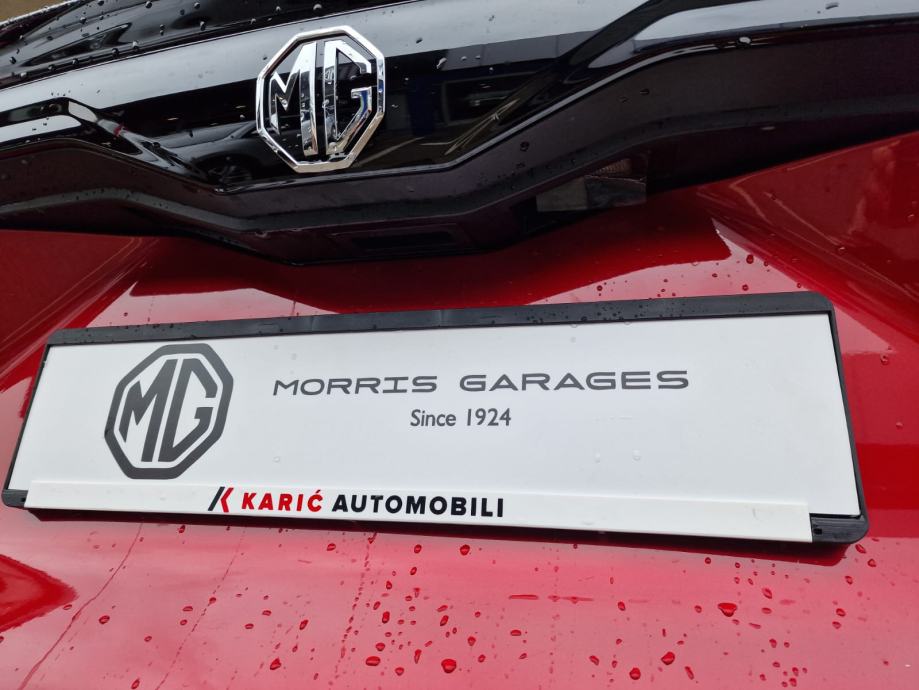 MG
MG
MORRIS GARAGES
Since 1924
KARIĆ AUTOMOBILI